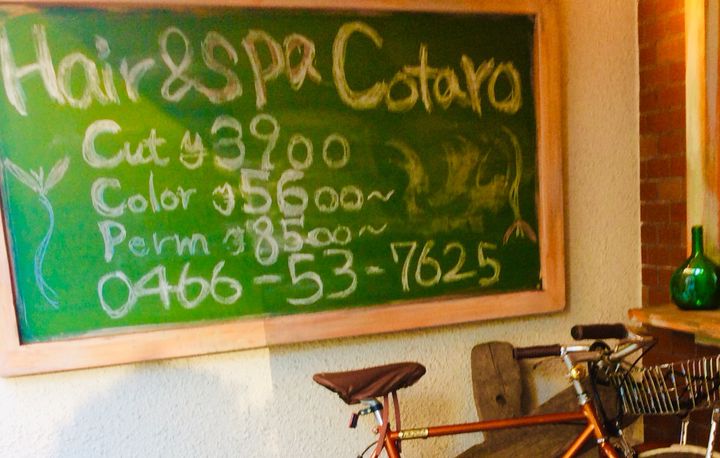 Hair&Spa Cotaro
Cut ¥3900
Color ¥5600~
Perm ¥8500~
0466-53-7625